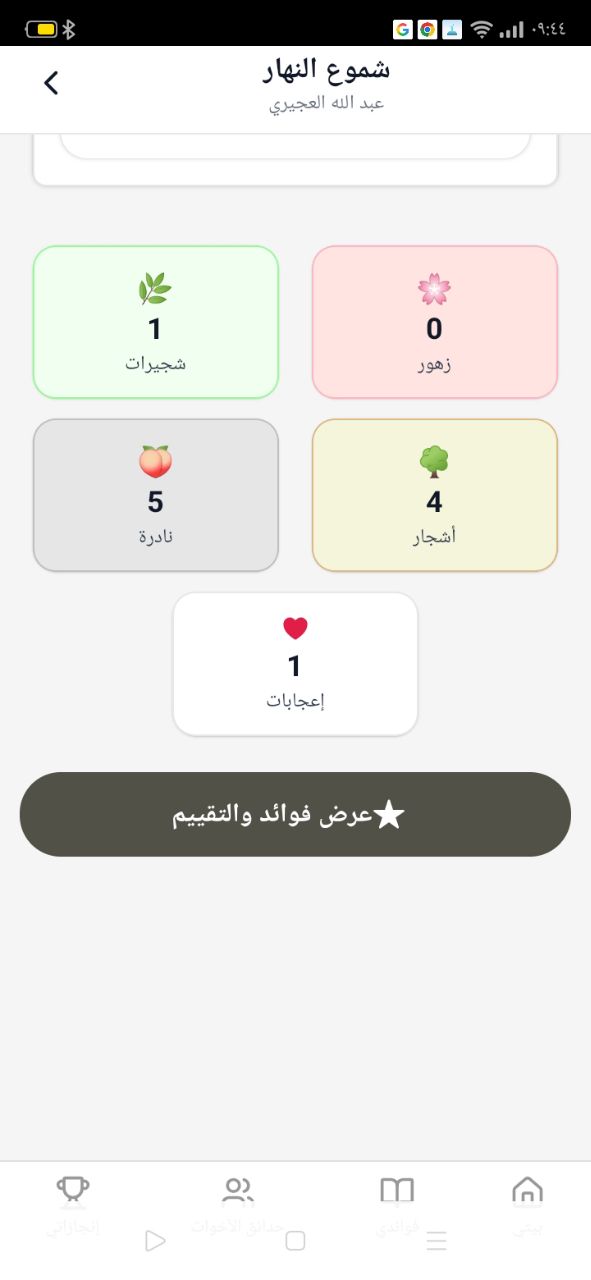 ٠٩:٤٤
شموع النهار
عبد الله العجيري
0
زهور
1
شجيرات
4
أشجار
5
نادرة
1
إعجابات
عرض فوائد والتقييم
بيتي
فوائدي
حدائق الأخوات
إنجازاتي